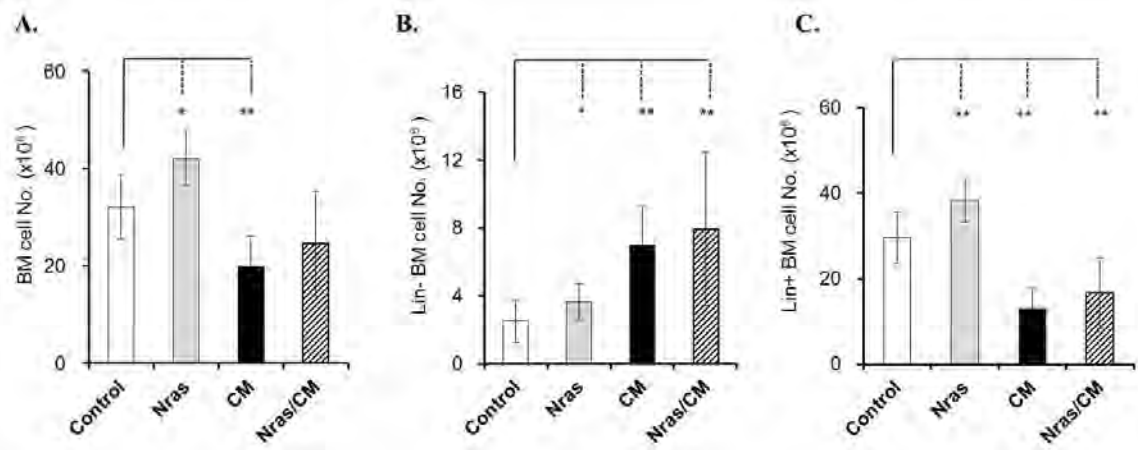 A.
BM cell No. (x10⁶ )
60
40
20
0
* **
Control Nras CM Nras/CM
B.
Lin- BM cell No. (x10⁶ )
16
12
8
4
0
* ** **
Control Nras CM Nras/CM
C.
Lin+ BM cell No. (x10⁶ )
60
40
20
0
** ** **
Control Nras CM Nras/CM